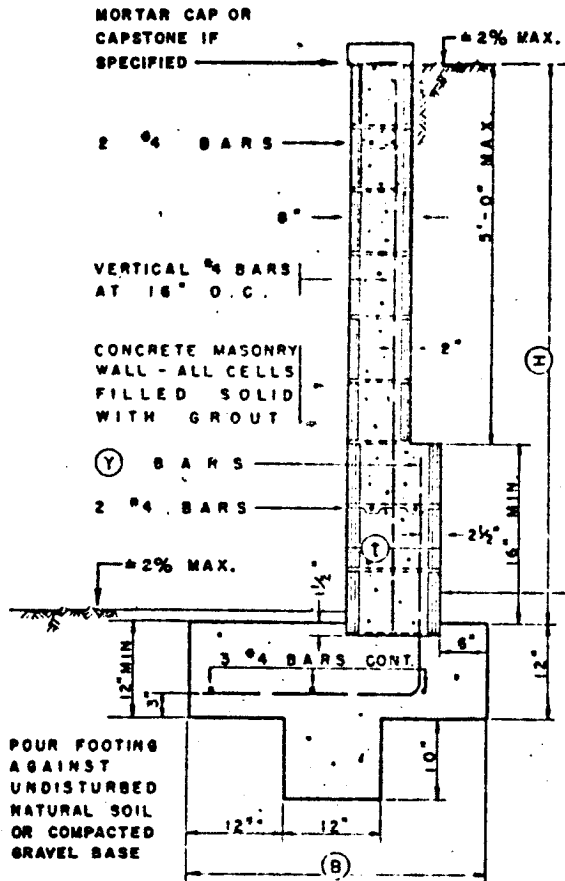 MORTAR CAP OR
CAPSTONE IF
SPECIFIED
± 2% MAX.
2 #4 BARS
8"
5'-0" MAX
VERTICAL #4 BARS
AT 16" O.C.
2"
H
CONCRETE MASONRY
WALL - ALL CELLS
FILLED SOLID
WITH GROUT
Y BARS
2 #4 BARS
t
2½"
16" MIN
± 2% MAX.
1½"
12" MIN
3 #4 BARS CONT.
6"
12"
3"
POUR FOOTING
AGAINST
UNDISTURBED
NATURAL SOIL
OR COMPACTED
GRAVEL BASE
10"
12"
12"
B